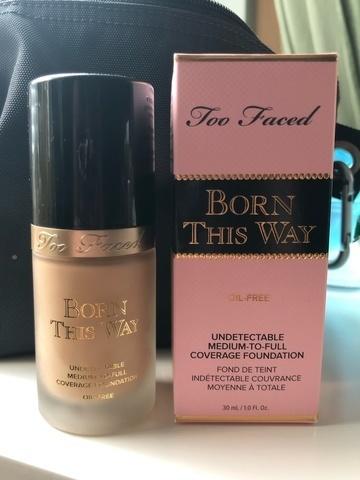 Too Faced
BORN
THIS WAY
UNDETECTABLE
MEDIUM-TO-FULL
COVERAGE FOUNDATION
OIL-FREE
Too Faced
BORN
THIS WAY
OIL-FREE
UNDETECTABLE
MEDIUM-TO-FULL
COVERAGE FOUNDATION
FOND DE TEINT
INDÉTECTABLE COUVRANCE
MOYENNE À TOTALE
30 mL / 1.0 Fl. Oz.